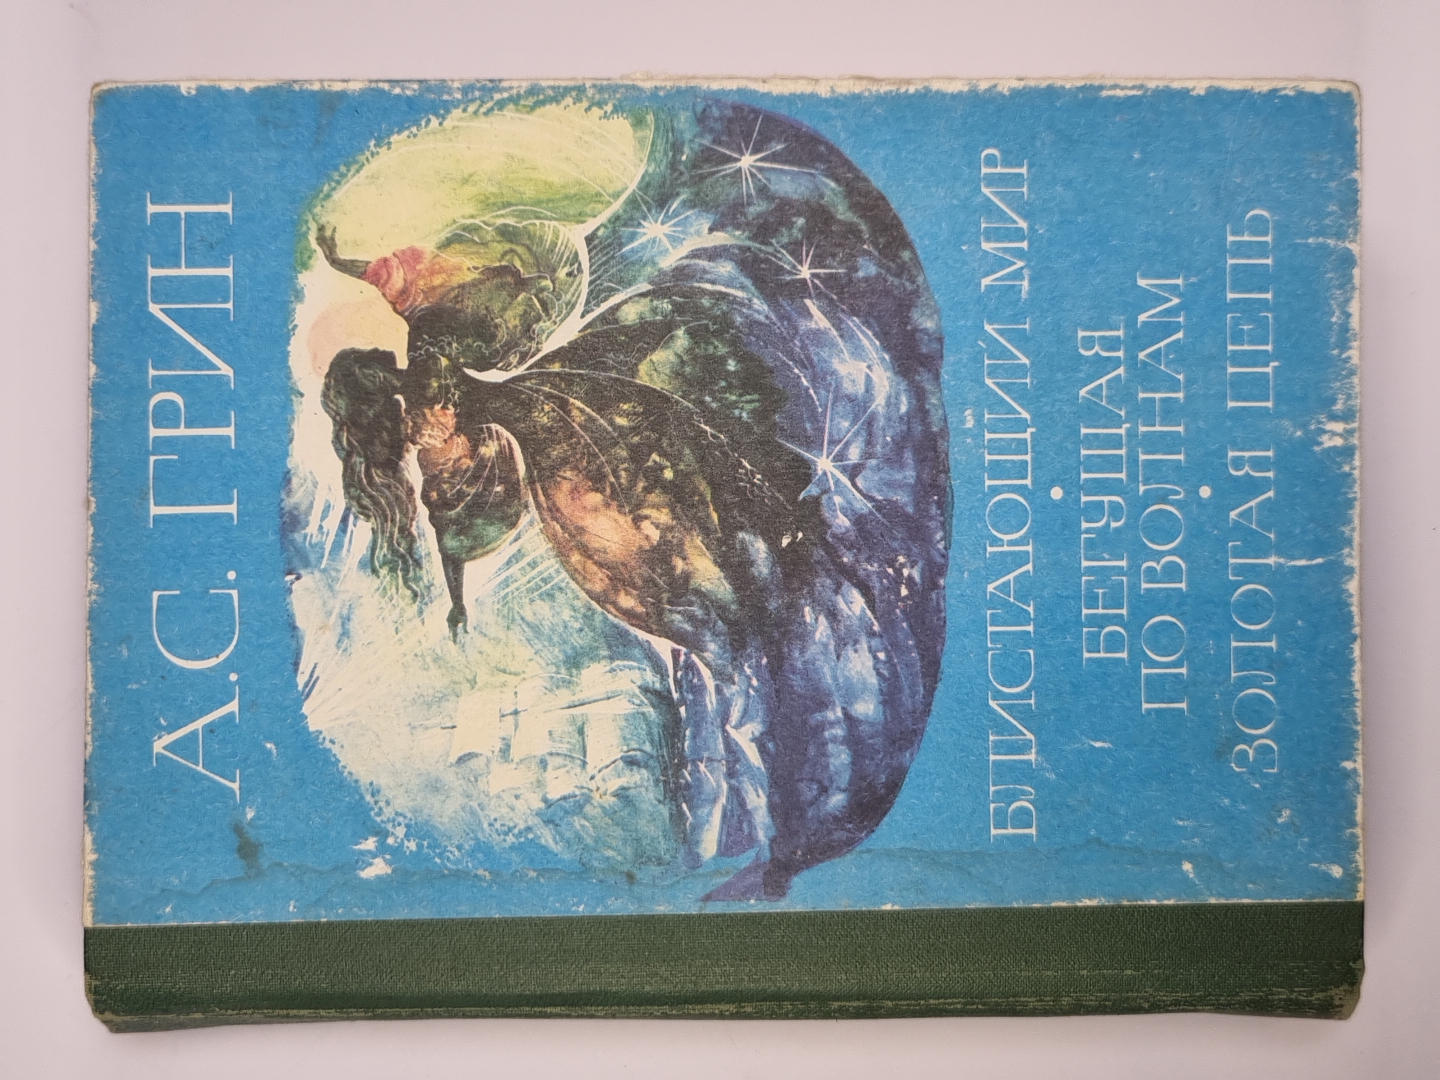 А.С. ГРИН
БЛИСТАЮЩИЙ МИР
БЕГУЩАЯ
ПО ВОЛНАМ
ЗОЛОТАЯ ЦЕПЬ